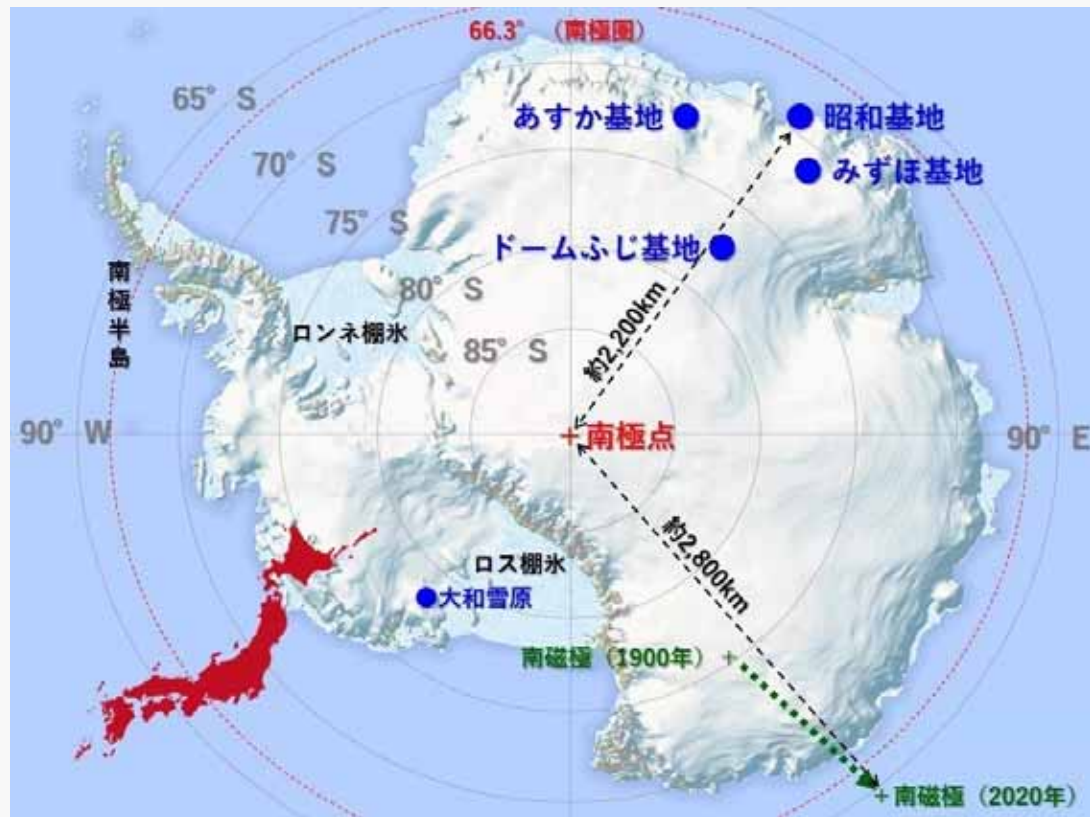 66.3° （南極圏）
65° S
あすか基地
昭和基地
70° S
みずほ基地
75° S
ドームふじ基地
南極半島
80° S
ロンネ棚氷
約2,200km
85° S
90° W
南極点
90° E
約2,800km
ロス棚氷
大和雪原
南磁極（1900年）
南磁極（2020年）